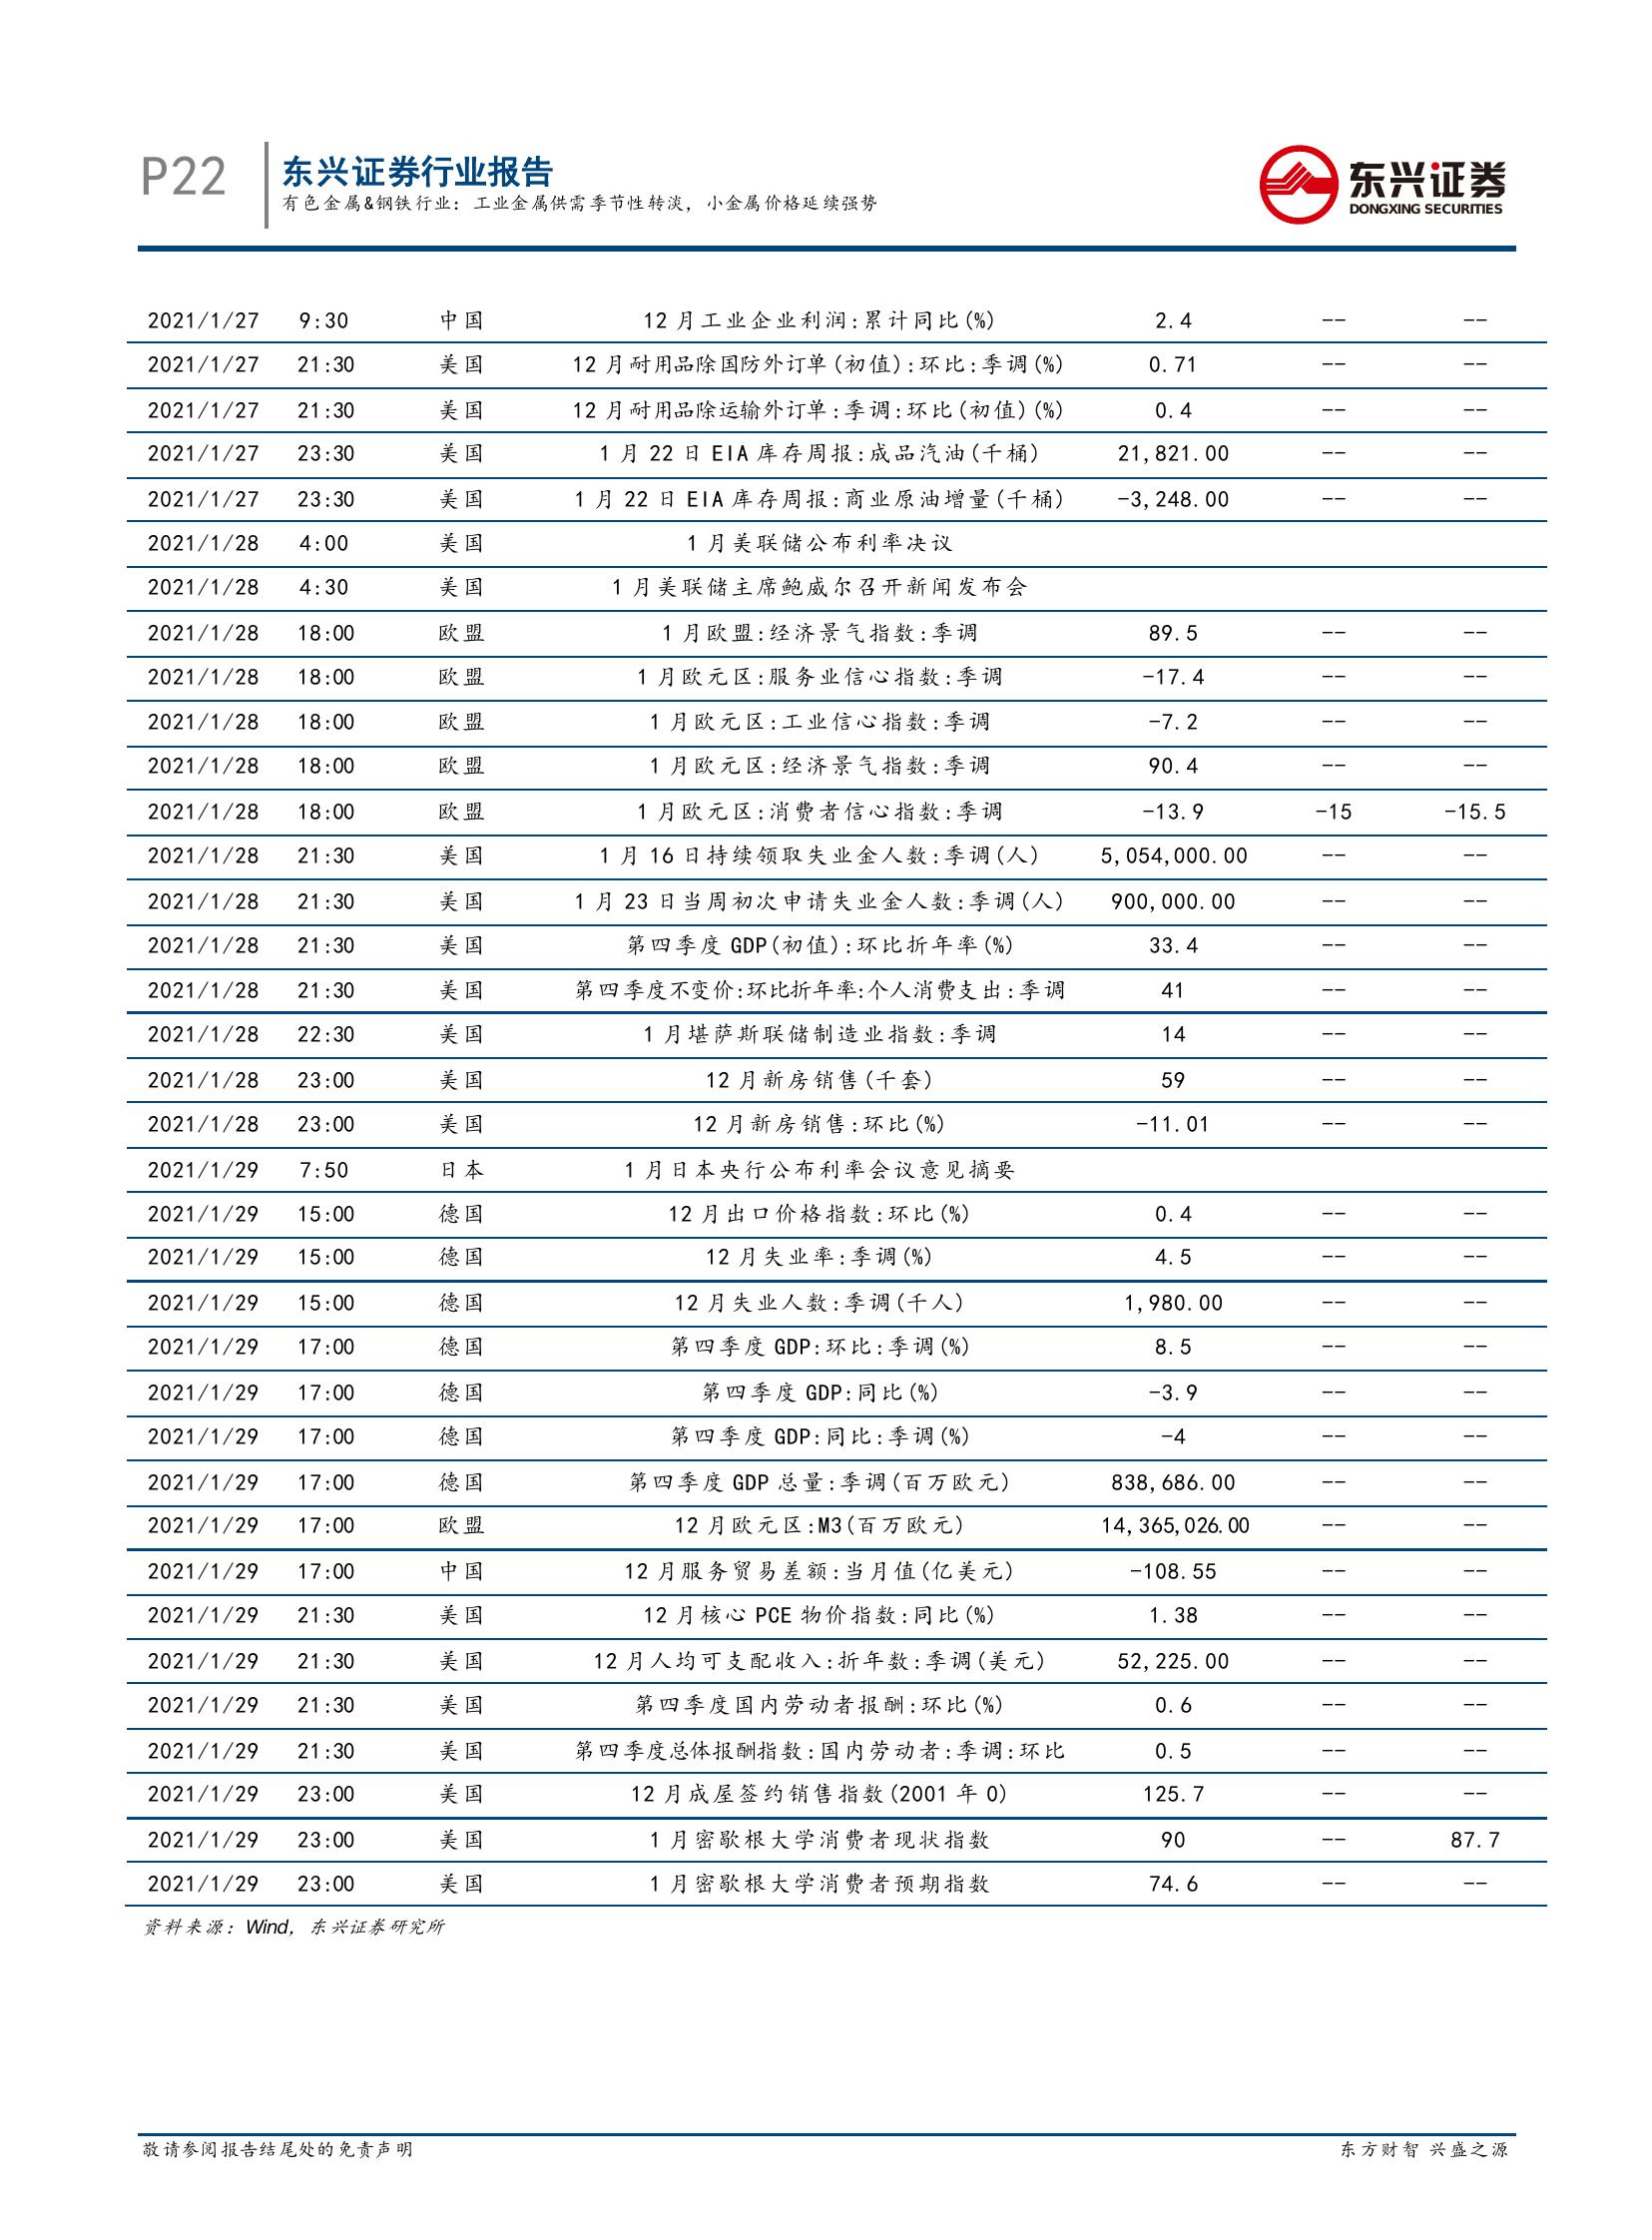 P22
东兴证券行业报告
有色金属&钢铁行业：工业金属供需季节性转淡，小金属价格延续强势
东兴证券
DONGXING SECURITIES
2021/1/27 9:30 中国 12月工业企业利润:累计同比(%) 2.4 -- --
2021/1/27 21:30 美国 12月耐用品除国防外订单(初值):环比:季调(%) 0.71 -- --
2021/1/27 21:30 美国 12月耐用品除运输外订单:季调:环比(初值)(%) 0.4 -- --
2021/1/27 23:30 美国 1月22日EIA库存周报:成品汽油(千桶) 21,821.00 -- --
2021/1/27 23:30 美国 1月22日EIA库存周报:商业原油增量(千桶) -3,248.00 -- --
2021/1/28 4:00 美国 1月美联储公布利率决议
2021/1/28 4:30 美国 1月美联储主席鲍威尔召开新闻发布会
2021/1/28 18:00 欧盟 1月欧盟:经济景气指数:季调 89.5 -- --
2021/1/28 18:00 欧盟 1月欧元区:服务业信心指数:季调 -17.4 -- --
2021/1/28 18:00 欧盟 1月欧元区:工业信心指数:季调 -7.2 -- --
2021/1/28 18:00 欧盟 1月欧元区:经济景气指数:季调 90.4 -- --
2021/1/28 18:00 欧盟 1月欧元区:消费者信心指数:季调 -13.9 -15 -15.5
2021/1/28 21:30 美国 1月16日持续领取失业金人数:季调(人) 5,054,000.00 -- --
2021/1/28 21:30 美国 1月23日当周初次申请失业金人数:季调(人) 900,000.00 -- --
2021/1/28 21:30 美国 第四季度GDP(初值):环比折年率(%) 33.4 -- --
2021/1/28 21:30 美国 第四季度不变价:环比折年率:个人消费支出:季调 41 -- --
2021/1/28 22:30 美国 1月堪萨斯联储制造业指数:季调 14 -- --
2021/1/28 23:00 美国 12月新房销售(千套) 59 -- --
2021/1/28 23:00 美国 12月新房销售:环比(%) -11.01 -- --
2021/1/29 7:50 日本 1月日本央行公布利率会议意见摘要
2021/1/29 15:00 德国 12月出口价格指数:环比(%) 0.4 -- --
2021/1/29 15:00 德国 12月失业率:季调(%) 4.5 -- --
2021/1/29 15:00 德国 12月失业人数:季调(千人) 1,980.00 -- --
2021/1/29 17:00 德国 第四季度GDP:环比:季调(%) 8.5 -- --
2021/1/29 17:00 德国 第四季度GDP:同比(%) -3.9 -- --
2021/1/29 17:00 德国 第四季度GDP:同比:季调(%) -4 -- --
2021/1/29 17:00 德国 第四季度GDP总量:季调(百万欧元) 838,686.00 -- --
2021/1/29 17:00 欧盟 12月欧元区:M3(百万欧元) 14,365,026.00 -- --
2021/1/29 17:00 中国 12月服务贸易差额:当月值(亿美元) -108.55 -- --
2021/1/29 21:30 美国 12月核心PCE物价指数:同比(%) 1.38 -- --
2021/1/29 21:30 美国 12月人均可支配收入:折年数:季调(美元) 52,225.00 -- --
2021/1/29 21:30 美国 第四季度国内劳动者报酬:环比(%) 0.6 -- --
2021/1/29 21:30 美国 第四季度总体报酬指数:国内劳动者:季调:环比 0.5 -- --
2021/1/29 23:00 美国 12月成屋签约销售指数(2001年0) 125.7 -- --
2021/1/29 23:00 美国 1月密歇根大学消费者现状指数 90 -- 87.7
2021/1/29 23:00 美国 1月密歇根大学消费者预期指数 74.6 -- --
资料来源：Wind，东兴证券研究所
敬请参阅报告结尾处的免责声明
东方财智 兴盛之源